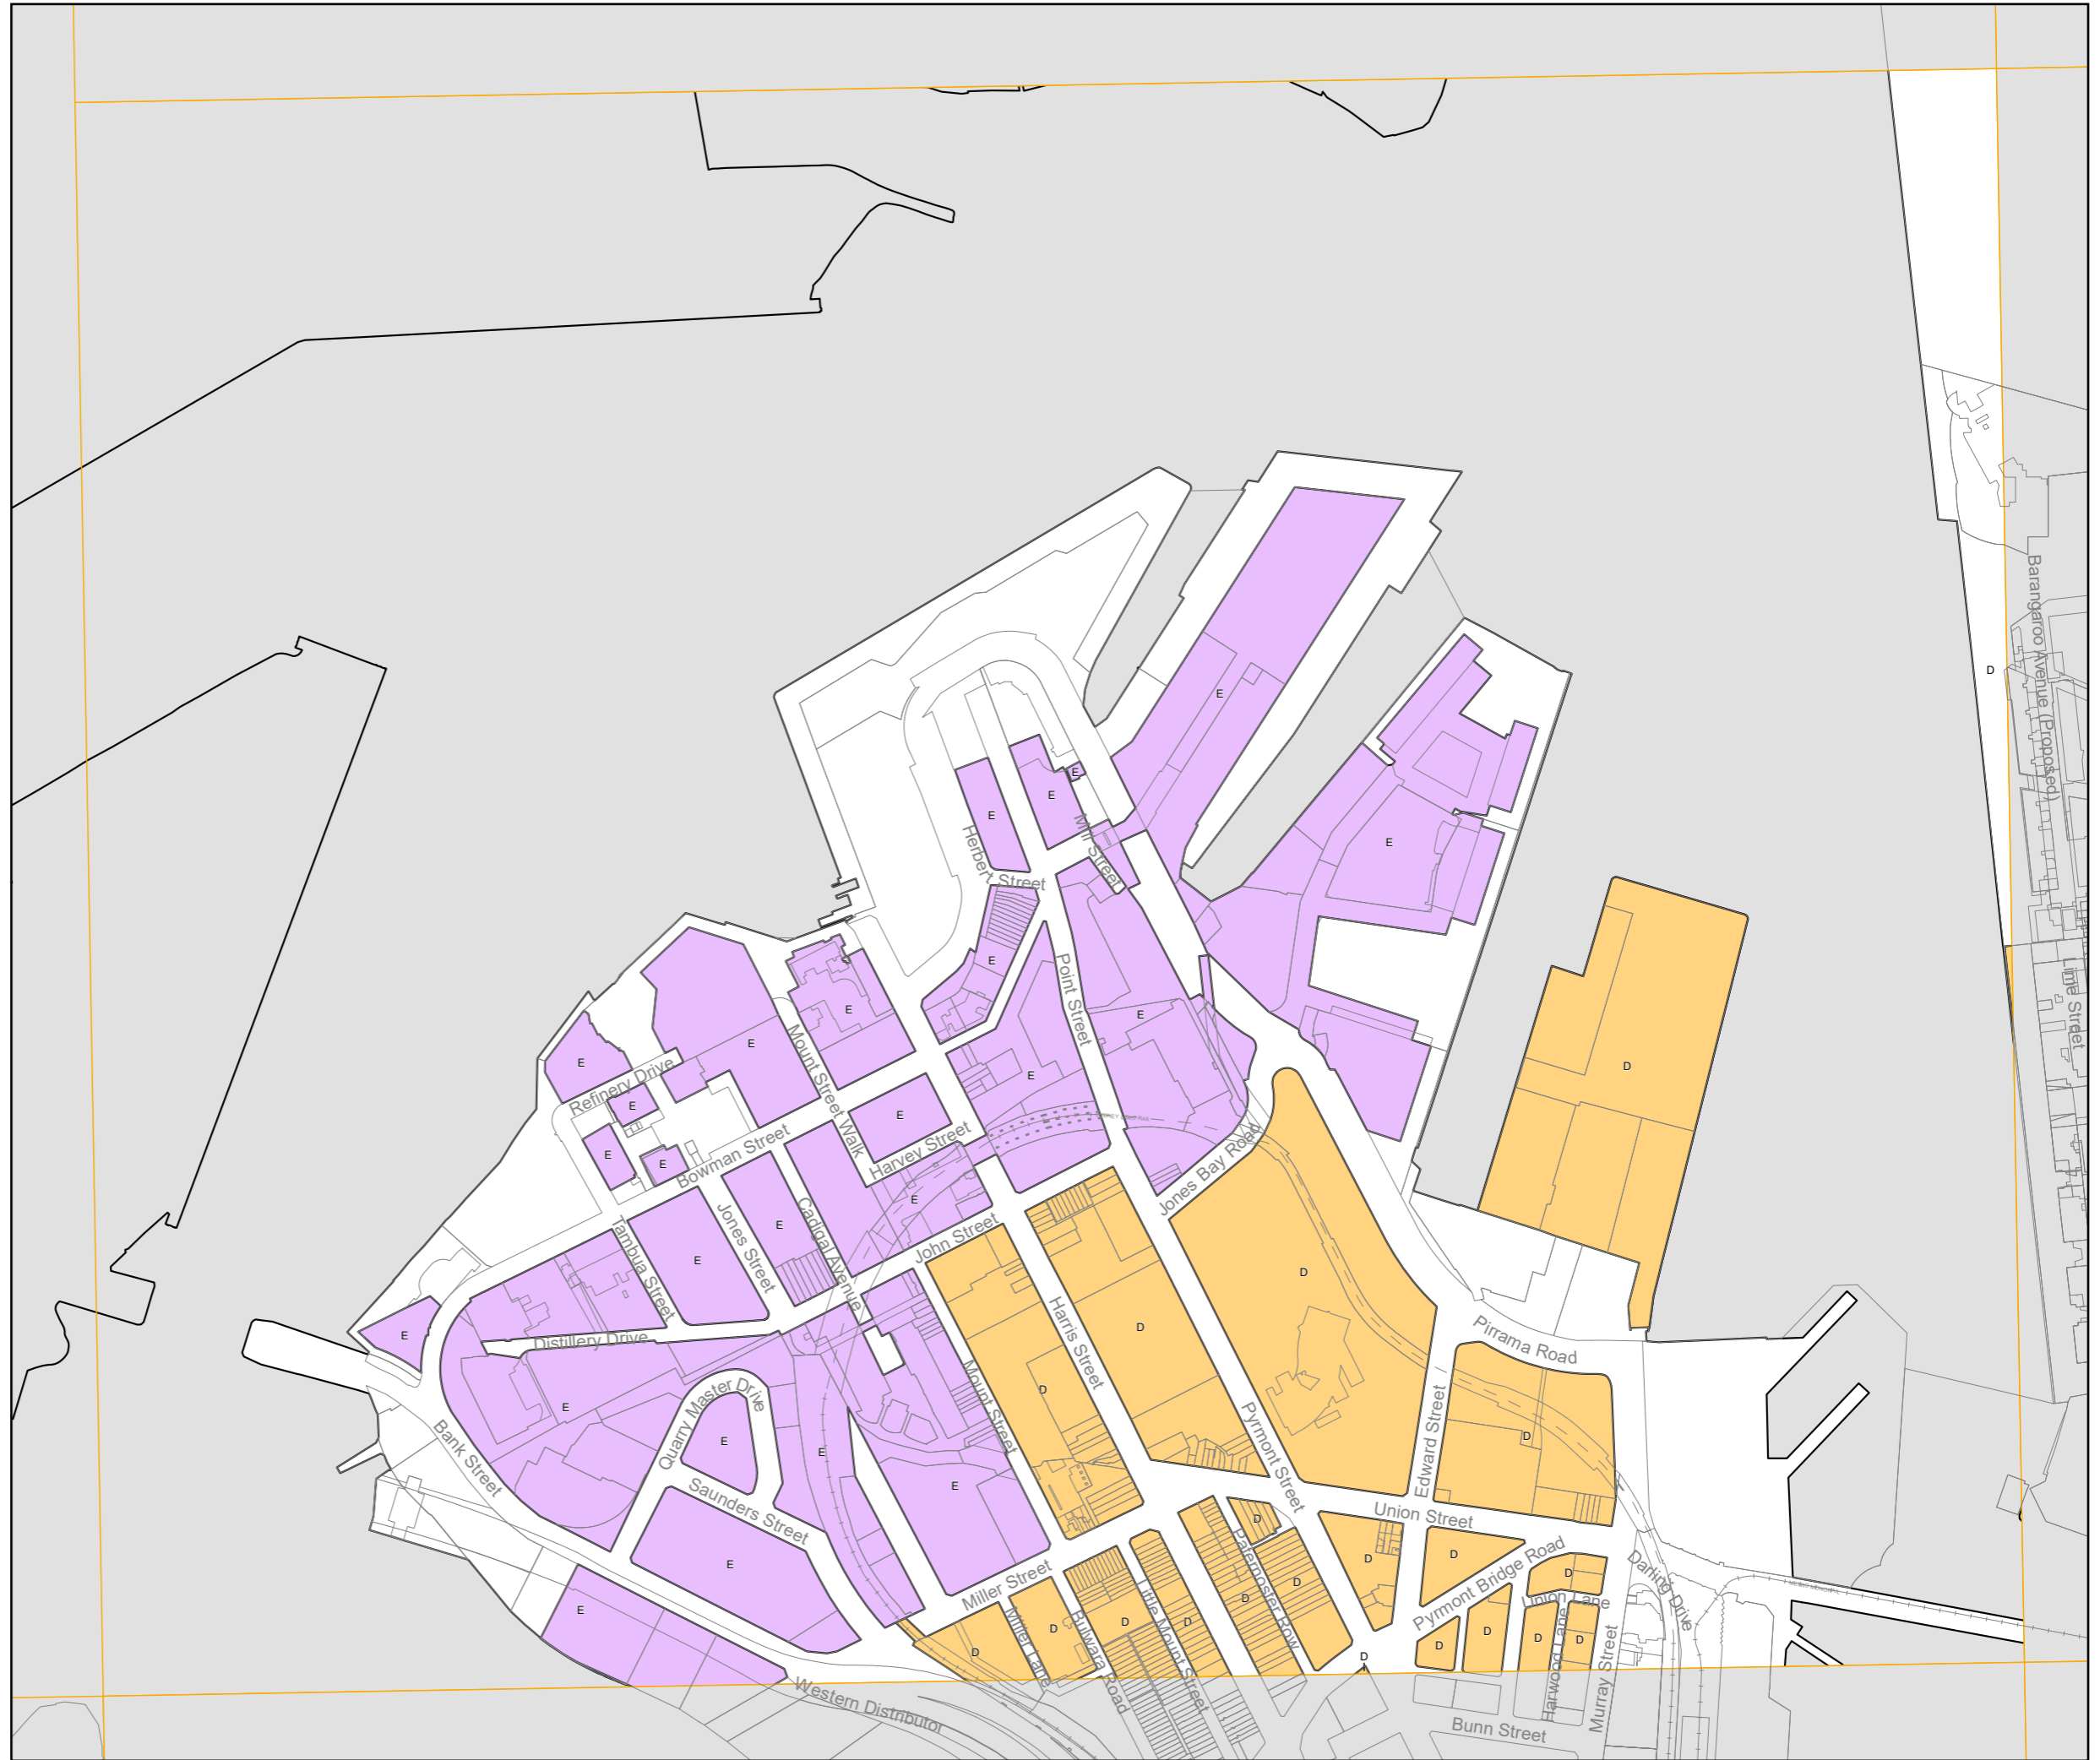 D
Barangaroo Avenue (Proposed)
E
E
E
E
Herbert Street
Mill Street
E
E
Point Street
Lime Street
E
E
E
E
Mount Street Walk
E
D
Refinery Drive
E
E
Harvey Street
Jones Bay Road
E
E
Bowman Street
E
Cadigal Avenue
Jones Street
E
Tambua Street
John Street
E
D
Harris Street
D
Pirrama Road
E
Distillery Drive
Mount Street
D
Edward Street
Quarry Master Drive
E
Pyrmont Street
Bank Street
E
E
D
E
Saunders Street
Union Street
D
Paternoster Row
E
D
D
Pyrmont Bridge Road
D
Darling Drive
Miller Street
D
Union Lane
E
Miller Lane
D
Bulwara Road
D
Little Mount Street
D
D
D
D
D
Harwood Lane
D
Murray Street
D
D
Western Distributor
Bunn Street